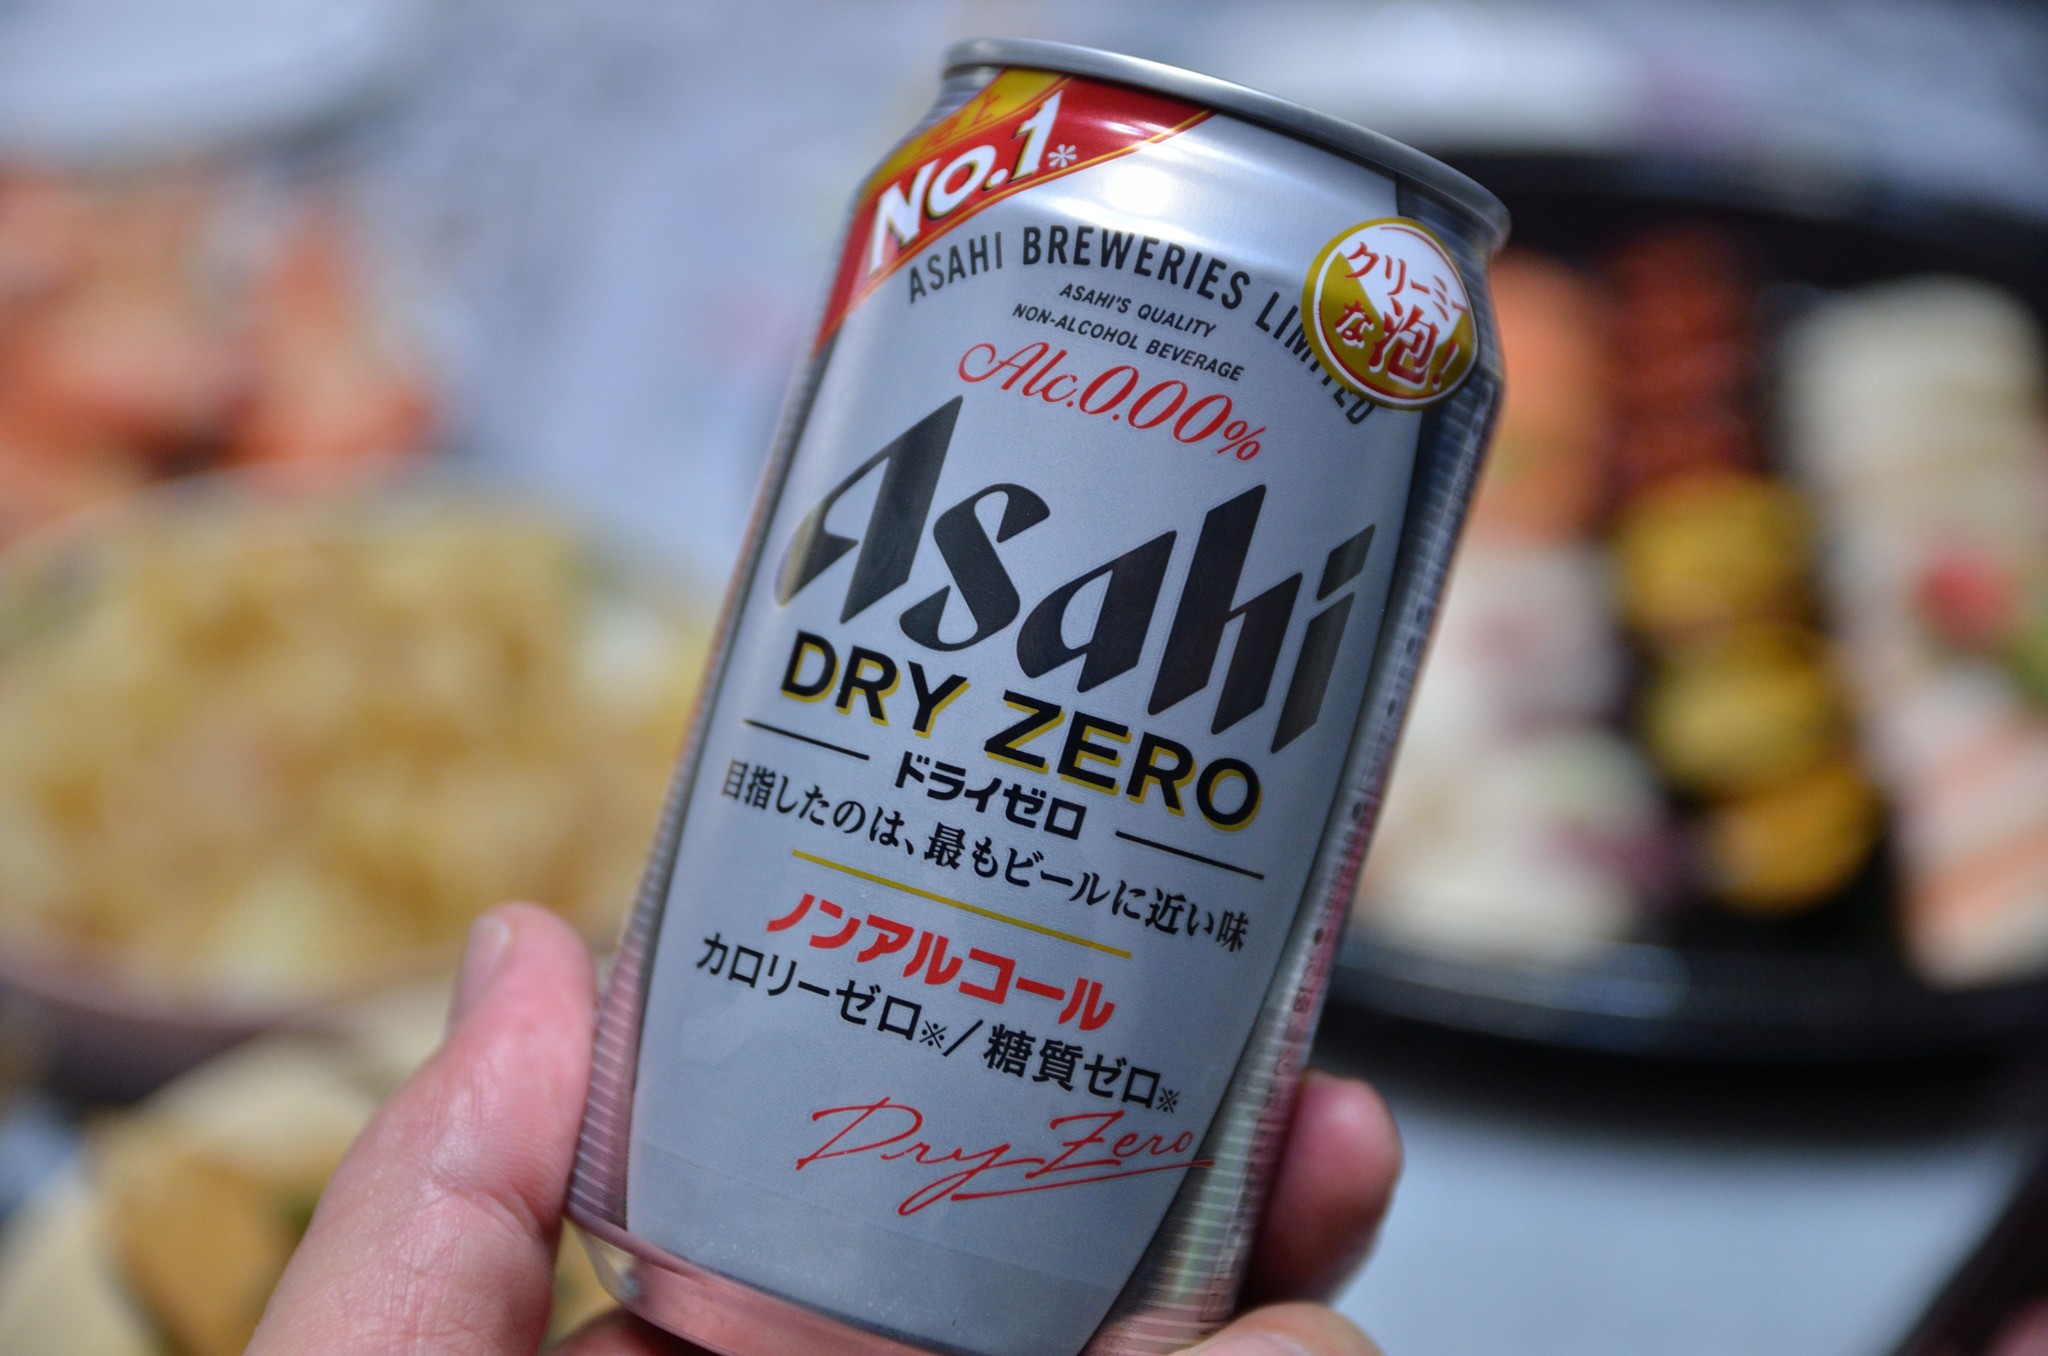 NO.1*
ASAHI BREWERIES LIMITED
ASAHI'S QUALITY
NON-ALCOHOL BEVERAGE
クリーミー
な泡!
Alc.0.00%
Asahi
DRY ZERO
ドライゼロ
目指したのは、最もビールに近い味
ノンアルコール
カロリーゼロ※/糖質ゼロ※
Dry Zero